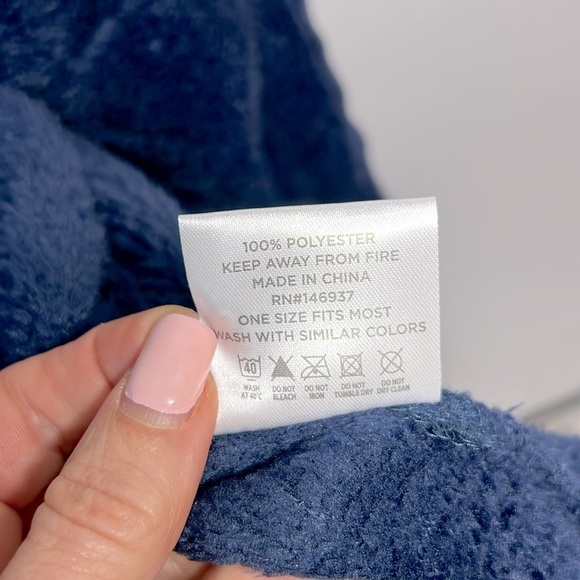 100% POLYESTER
KEEP AWAY FROM FIRE
MADE IN CHINA
RN#146937
ONE SIZE FITS MOST
WASH WITH SIMILAR COLORS
40
WASH AT 40°C
DO NOT BLEACH
DO NOT IRON
DO NOT TUMBLE DRY
DO NOT DRY CLEAN